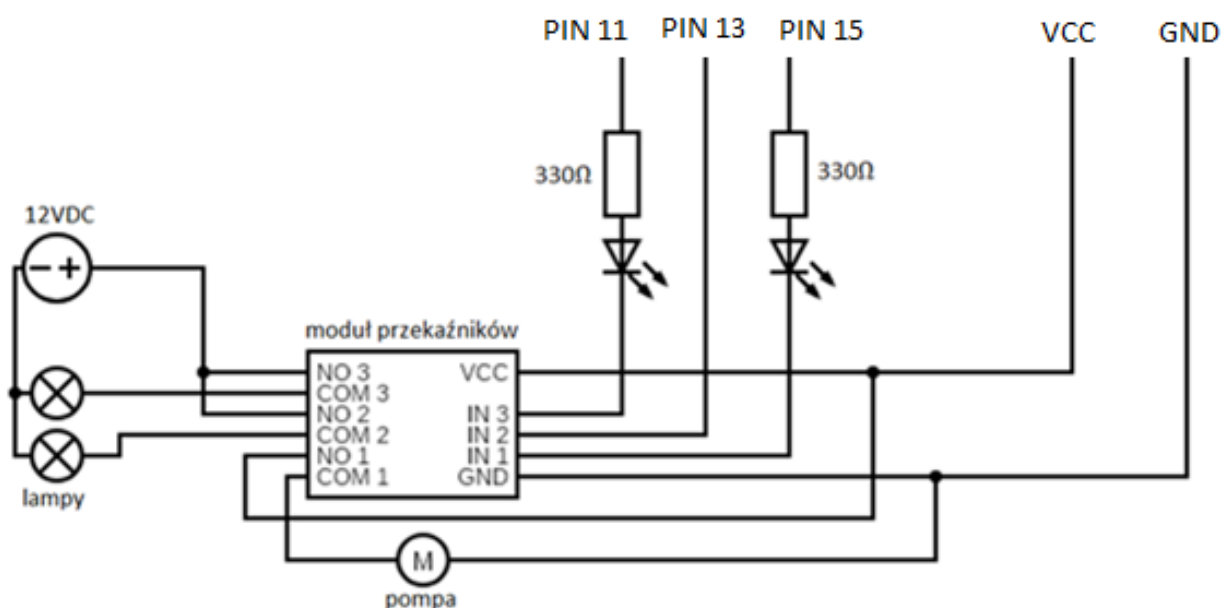 PIN 11 PIN 13 PIN 15 VCC GND
330Ω 330Ω
12VDC
- +
moduł przekaźników
NO 3 VCC
COM 3
NO 2 IN 3
COM 2 IN 2
NO 1 IN 1
COM 1 GND
lampy
M
pompa